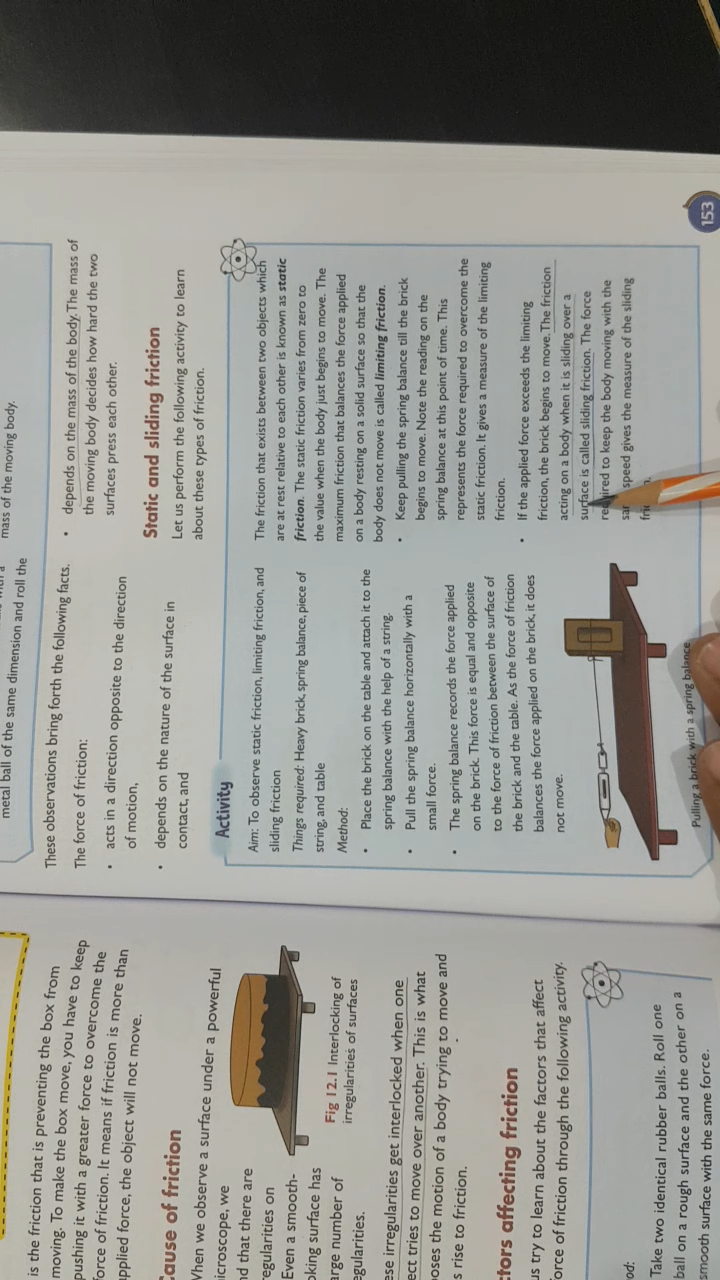 is the friction that is preventing the box from
moving. To make the box move, you have to keep
pushing it with a greater force to overcome the
force of friction. It means if friction is more than
applied force, the object will not move.
Cause of friction
When we observe a surface under a powerful
microscope, we
find that there are
irregularities on
Even a smooth-
looking surface has
large number of
irregularities.
Fig 12.1 Interlocking of
irregularities of surfaces
these irregularities get interlocked when one
object tries to move over another. This is what
opposes the motion of a body trying to move and
rise to friction.
Factors affecting friction
us try to learn about the factors that affect
force of friction through the following activity.
Take two identical rubber balls. Roll one
ball on a rough surface and the other on a
smooth surface with the same force.
metal ball of the same dimension and roll the
mass of the moving body.
These observations bring forth the following facts.
The force of friction:
• acts in a direction opposite to the direction
of motion,
• depends on the nature of the surface in
contact, and
• depends on the mass of the body. The mass of
the moving body decides how hard the two
surfaces press each other.
Static and sliding friction
Let us perform the following activity to learn
about these types of friction.
Activity
Aim: To observe static friction, limiting friction, and
sliding friction
Things required: Heavy brick, spring balance, piece of
string, and table
Method:
• Place the brick on the table and attach it to the
spring balance with the help of a string.
• Pull the spring balance horizontally with a
small force.
• The spring balance records the force applied
on the brick. This force is equal and opposite
to the force of friction between the surface of
the brick and the table. As the force of friction
balances the force applied on the brick, it does
not move.
Pulling a brick with a spring balance
The friction that exists between two objects which
are at rest relative to each other is known as static
friction. The static friction varies from zero to
the value when the body just begins to move. The
maximum friction that balances the force applied
on a body resting on a solid surface so that the
body does not move is called limiting friction.
• Keep pulling the spring balance till the brick
begins to move. Note the reading on the
spring balance at this point of time. This
represents the force required to overcome the
static friction. It gives a measure of the limiting
friction.
• If the applied force exceeds the limiting
friction, the brick begins to move. The friction
acting on a body when it is sliding over a
surface is called sliding friction. The force
required to keep the body moving with the
speed gives the measure of the sliding
153